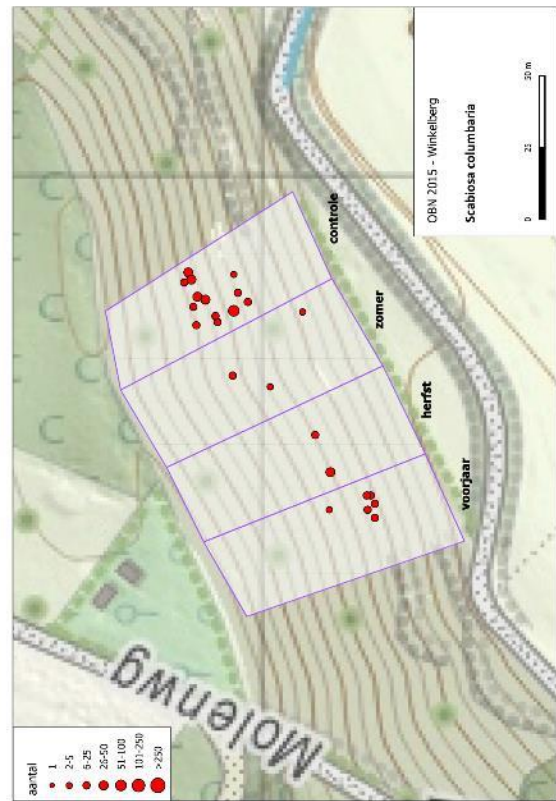 aantal
1
2-5
6-25
26-50
51-100
101-250
>250
Molenwg
voorjaar
herfst
zomer
controle
OBN 2015 - Winkelberg
Scabiosa columbaria
0 25 50 m